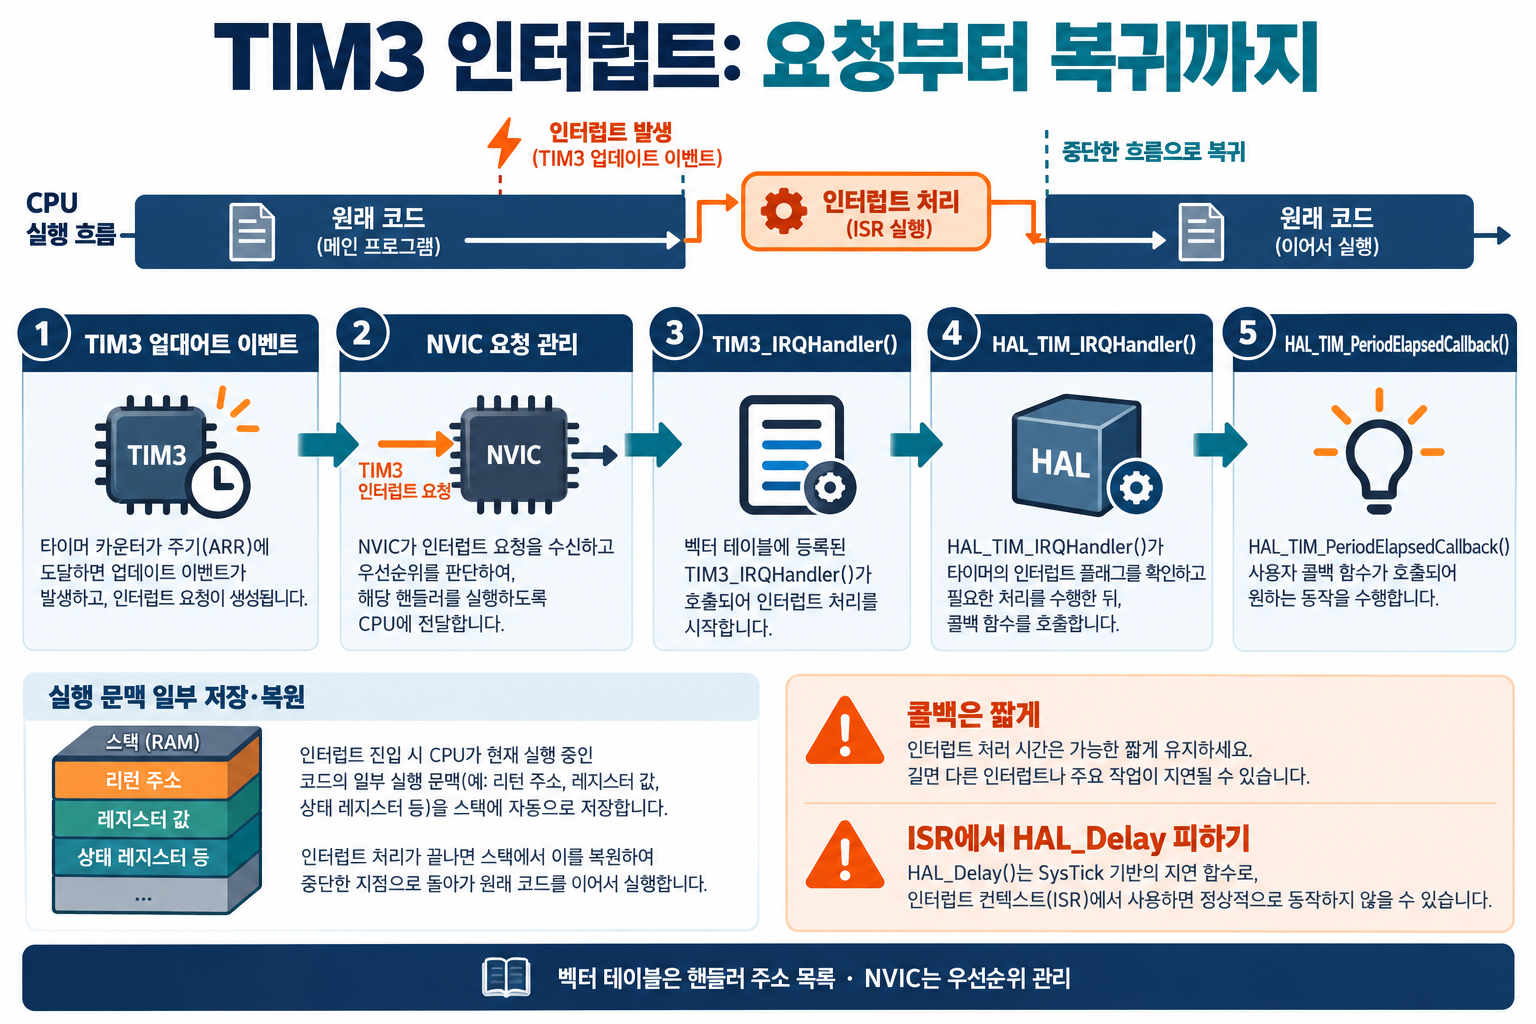 TIM3 인터럽트: 요청부터 복귀까지
인터럽트 발생
(TIM3 업데이트 이벤트)
중단한 흐름으로 복귀
CPU
실행 흐름
원래 코드
(메인 프로그램)
인터럽트 처리
(ISR 실행)
원래 코드
(이어서 실행)
1
TIM3 업대어트 이벤트
TIM3
타이머 카운터가 주기(ARR)에
도달하면 업데이트 이벤트가
발생하고, 인터럽트 요청이 생성됩니다.
2
NVIC 요청 관리
TIM3
인터럽트 요청
NVIC
NVIC가 인터럽트 요청을 수신하고
우선순위를 판단하여,
해당 핸들러를 실행하도록
CPU에 전달합니다.
3
TIM3_IRQHandler()
벡터 테이블에 등록된
TIM3_IRQHandler()가
호출되어 인터럽트 처리를
시작합니다.
4
HAL_TIM_IRQHandler()
HAL
HAL_TIM_IRQHandler()가
타이머의 인터럽트 플래그를 확인하고
필요한 처리를 수행한 뒤,
콜백 함수를 호출합니다.
5
HAL_TIM_PeriodElapsedCallback()
HAL_TIM_PeriodElapsedCallback()
사용자 콜백 함수가 호출되어
원하는 동작을 수행합니다.
실행 문맥 일부 저장·복원
스택 (RAM)
리턴 주소
레지스터 값
상태 레지스터 등
...
인터럽트 진입 시 CPU가 현재 실행 중인
코드의 일부 실행 문맥(예: 리턴 주소, 레지스터 값,
상태 레지스터 등)을 스택에 자동으로 저장합니다.
인터럽트 처리가 끝나면 스택에서 이를 복원하여
중단한 지점으로 돌아가 원래 코드를 이어서 실행합니다.
콜백은 짧게
인터럽트 처러 시간은 가능한 짧게 유지하세요.
길면 다른 인터럽트나 주요 작업이 지연될 수 있습니다.
ISR에서 HAL_Delay 피하기
HAL_Delay()는 SysTick 기반의 지연 함수로,
인터럽트 컨텍스트(ISR)에서 사용하면 정상적으로 동작하지 않을 수 있습니다.
벡터 테이블은 핸들러 주소 목록 · NVIC는 우선순위 관리